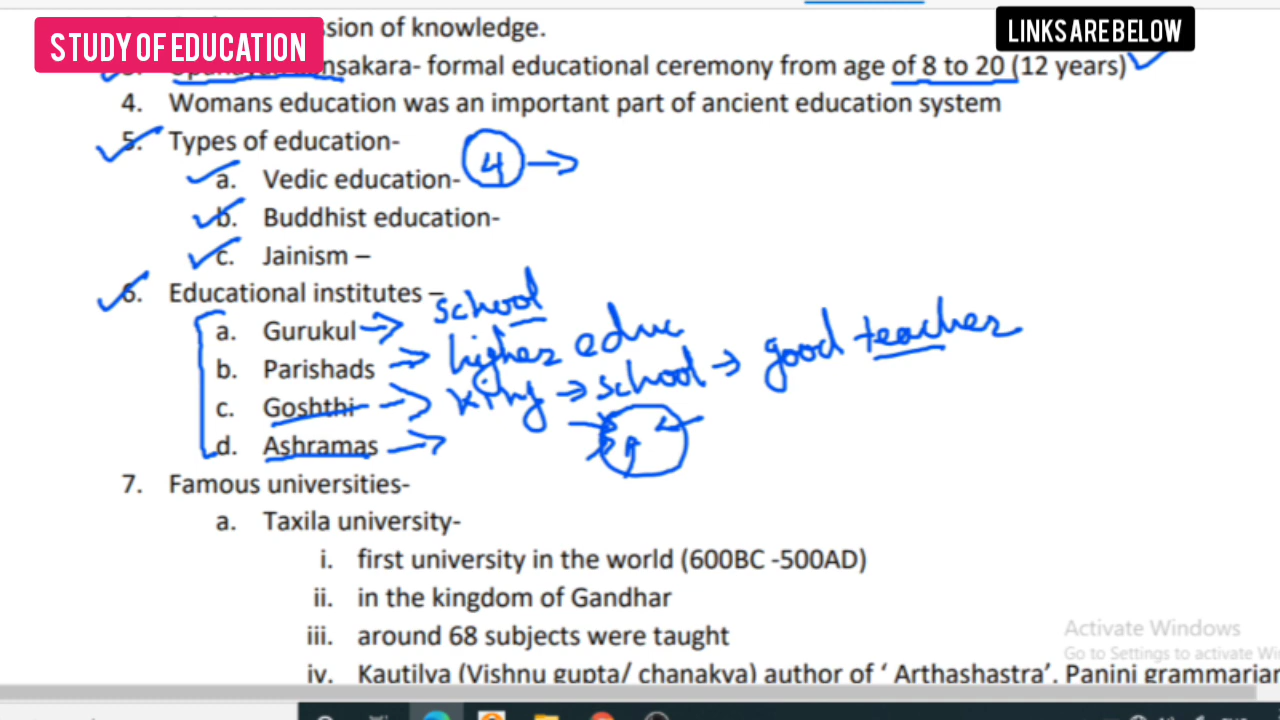 STUDY OF EDUCATION
LINKS ARE BELOW
ssion of knowledge.
sakara- formal educational ceremony from age of 8 to 20 (12 years)
4. Womans education was an important part of ancient education system
5. Types of education-
4 →
a. Vedic education-
b. Buddhist education-
c. Jainism –
6. Educational institutes –
a. Gurukul → school
b. Parishads → higher educ
c. Goshthi → king → school → good teacher
d. Ashramas →
7. Famous universities-
a. Taxila university-
i. first university in the world (600BC -500AD)
ii. in the kingdom of Gandhar
iii. around 68 subjects were taught
iv. Kautilya (Vishnu gupta/ chanakya) author of ‘ Arthashastra’, Panini grammarian
Activate Windows
Go to Settings to activate Wi